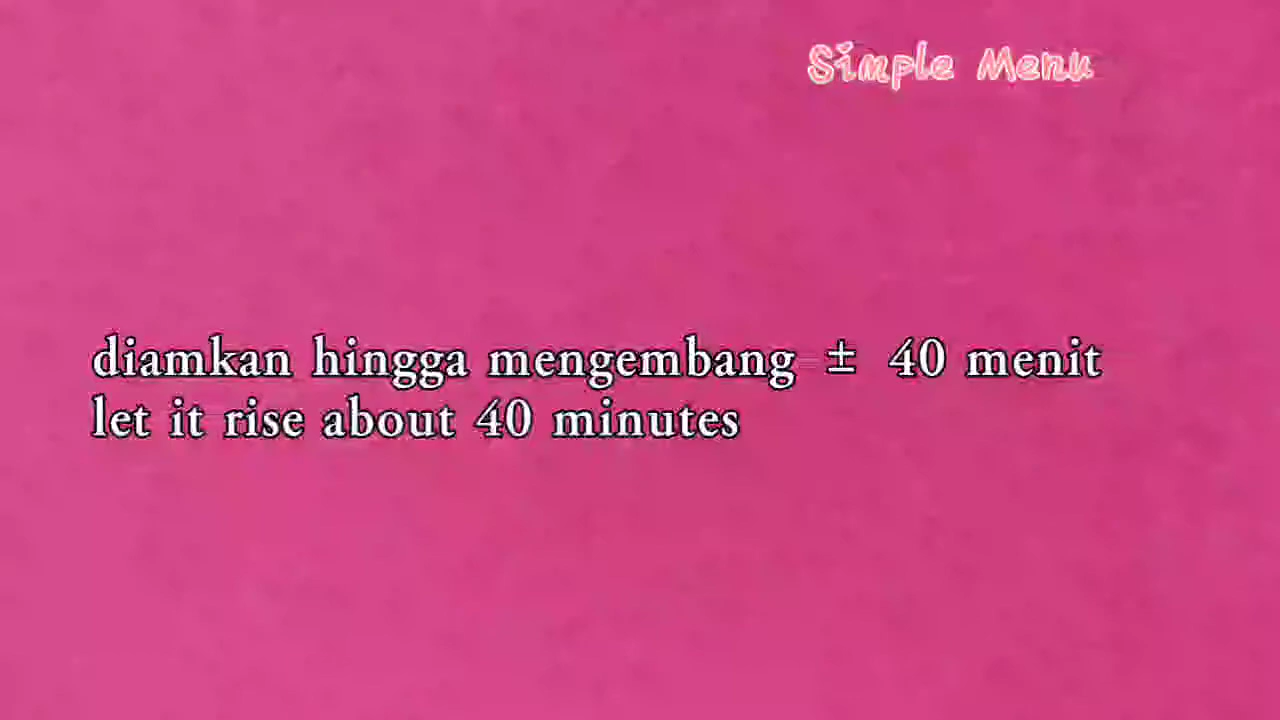 Simple Menu
diamkan hingga mengembang ± 40 menit
let it rise about 40 minutes